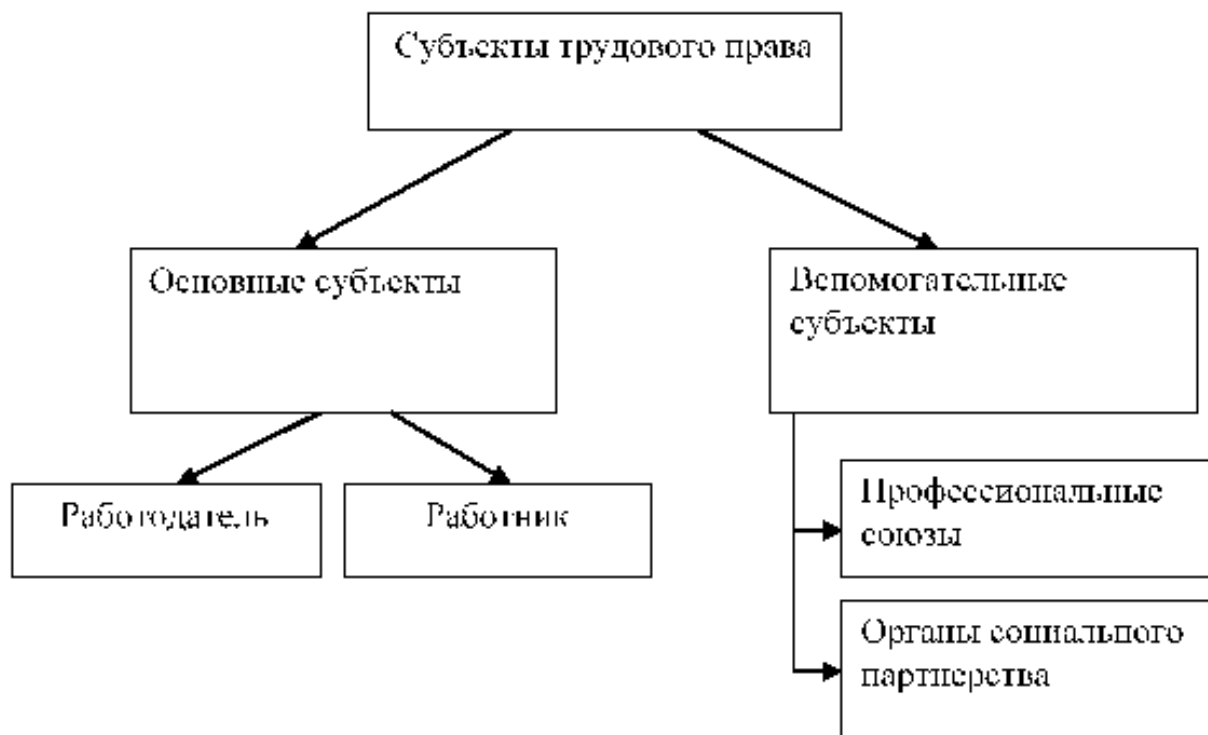 Субъекты трудового права
Основные субъекты
Вспомогательные
субъекты
Работодатель
Работник
Профессиональные
союзы
Органы социального
партнерства